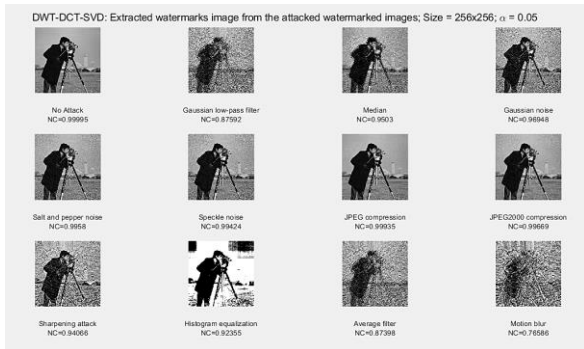 DWT-DCT-SVD: Extracted watermarks image from the attacked watermarked images; Size = 256x256; α = 0.05
No Attack
NC=0.99995
Gaussian low-pass filter
NC=0.87592
Median
NC=0.9503
Gaussian noise
NC=0.96948
Salt and pepper noise
NC=0.9958
Speckle noise
NC=0.99424
JPEG compression
NC=0.99935
JPEG2000 compression
NC=0.99669
Sharpening attack
NC=0.94066
Histogram equalization
NC=0.92355
Average filter
NC=0.87398
Motion blur
NC=0.76586